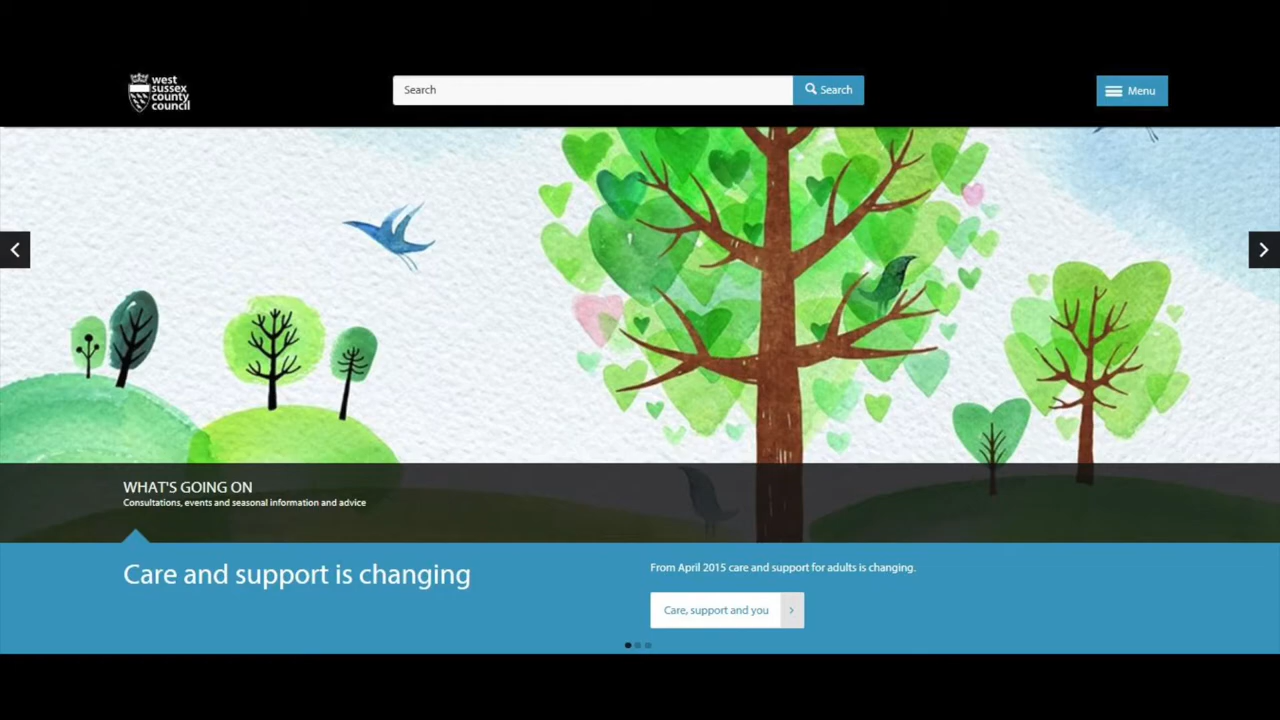 west
sussex
county
council
Search
Search
Menu
WHAT'S GOING ON
Consultations, events and seasonal information and advice
Care and support is changing
From April 2015 care and support for adults is changing.
Care, support and you